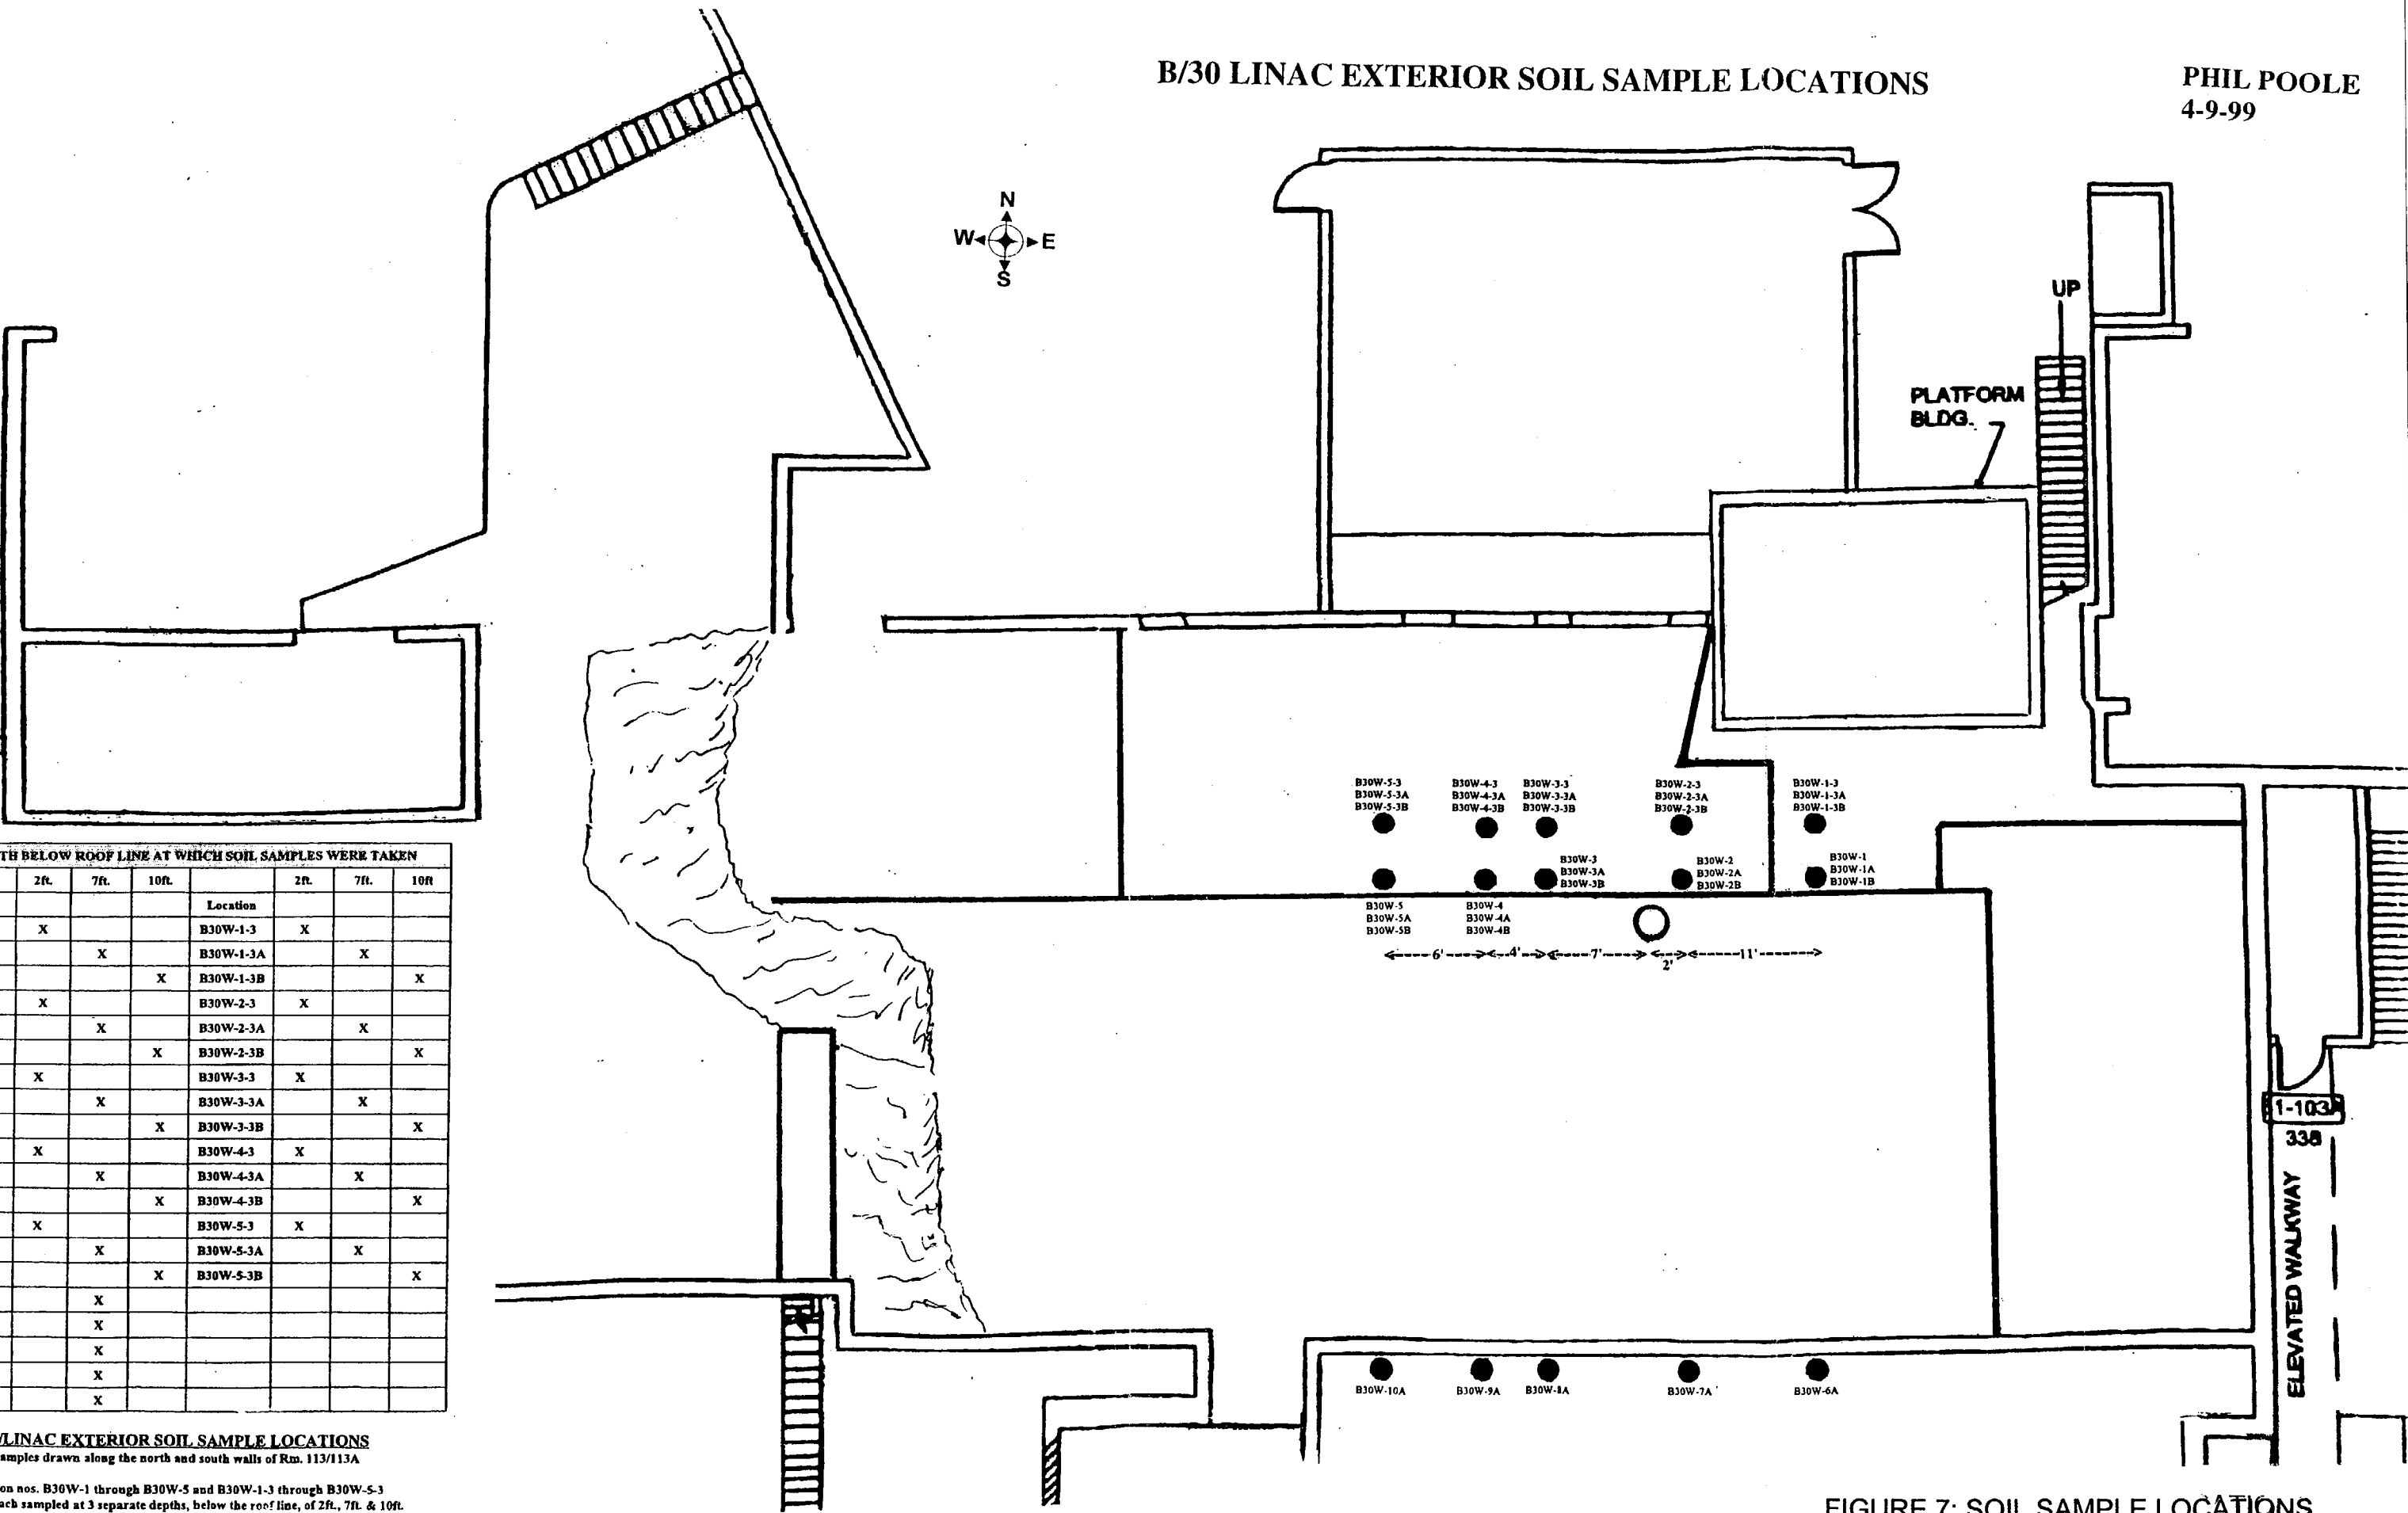 B/30 LINAC EXTERIOR SOIL SAMPLE LOCATIONS
PHIL POOLE
4-9-99
N
W E
S
UP
PLATFORM
BLDG.
B30W-5-3
B30W-5-3A
B30W-5-3B
B30W-4-3
B30W-4-3A
B30W-4-3B
B30W-3-3
B30W-3-3A
B30W-3-3B
B30W-2-3
B30W-2-3A
B30W-2-3B
B30W-1-3
B30W-1-3A
B30W-1-3B
B30W-3
B30W-3A
B30W-3B
B30W-2
B30W-2A
B30W-2B
B30W-1
B30W-1A
B30W-1B
B30W-5
B30W-5A
B30W-5B
B30W-4
B30W-4A
B30W-4B
6' 4' 7' 2' 11'
1-103
338
ELEVATED WALKWAY
B30W-10A B30W-9A B30W-8A B30W-7A B30W-6A
TH BELOW ROOF LINE AT WHICH SOIL SAMPLES WERE TAKEN
2ft. 7ft. 10ft. 2ft. 7ft. 10ft
Location
X B30W-1-3 X
X B30W-1-3A X
X B30W-1-3B X
X B30W-2-3 X
X B30W-2-3A X
X B30W-2-3B X
X B30W-3-3 X
X B30W-3-3A X
X B30W-3-3B X
X B30W-4-3 X
X B30W-4-3A X
X B30W-4-3B X
X B30W-5-3 X
X B30W-5-3A X
X B30W-5-3B X
X
X
X
X
X
/LINAC EXTERIOR SOIL SAMPLE LOCATIONS
amples drawn along the north and south walls of Rm. 113/113A
on nos. B30W-1 through B30W-5 and B30W-1-3 through B30W-5-3
ach sampled at 3 separate depths, below the roof line, of 2ft., 7ft. & 10ft.
FIGURE 7: SOIL SAMPLE LOCATIONS